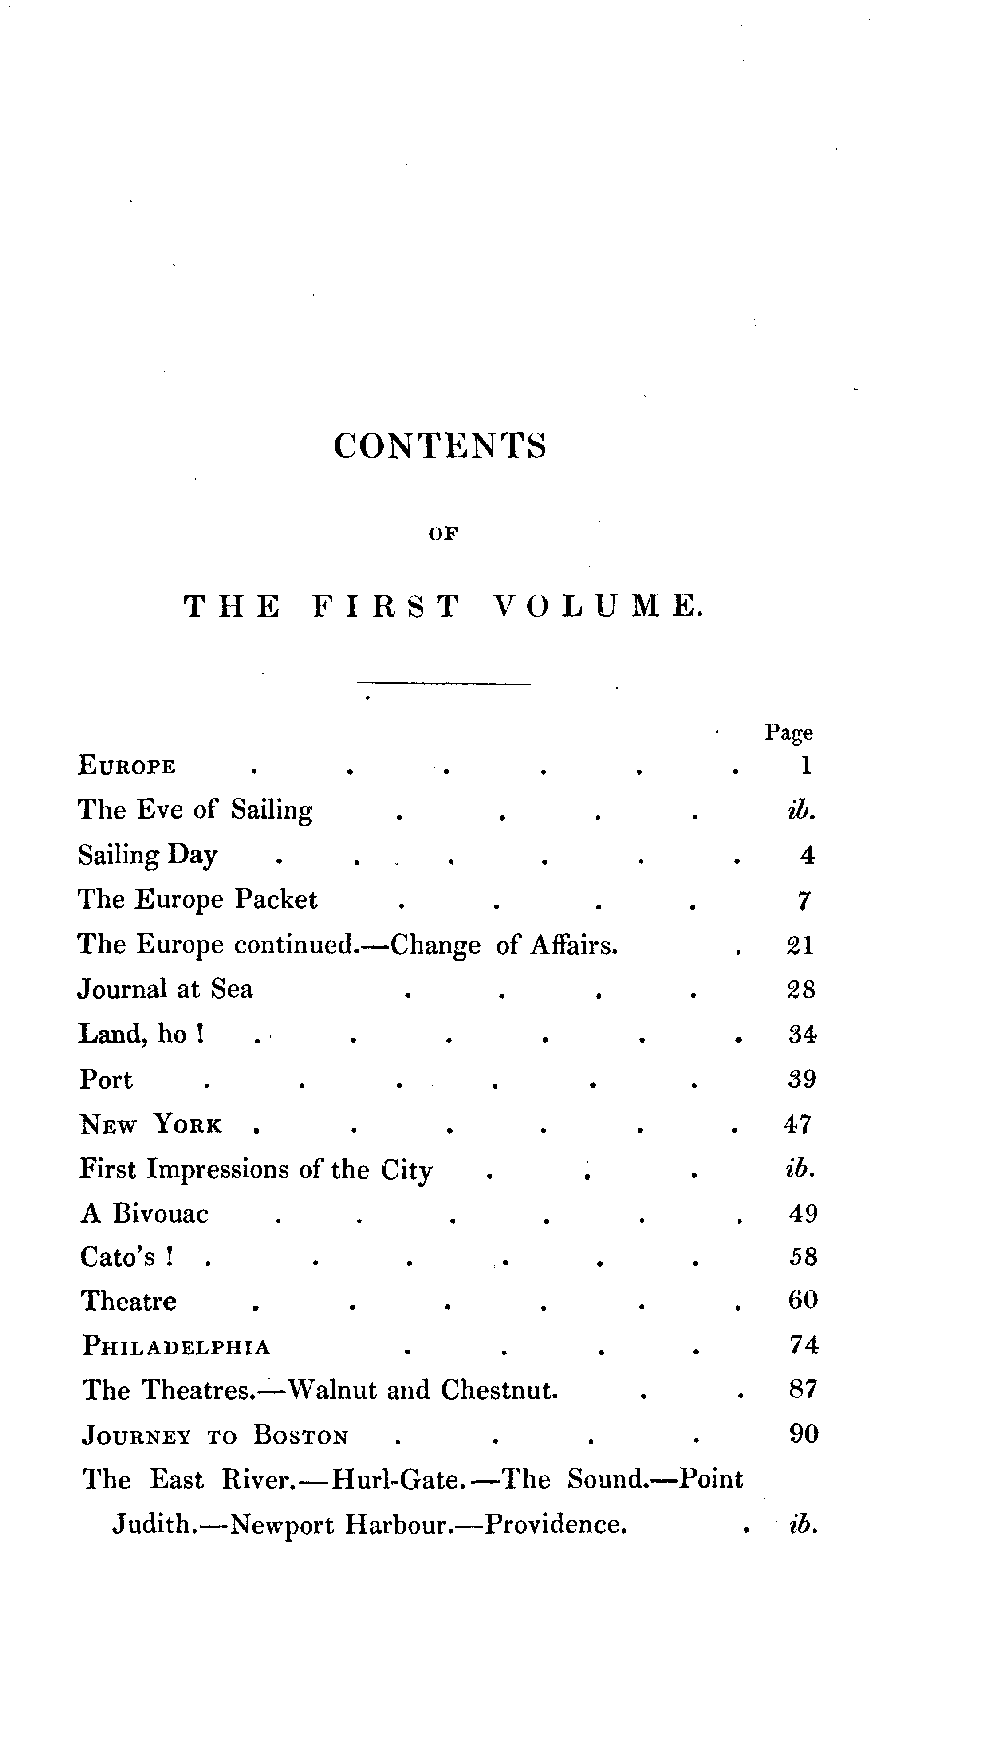 CONTENTS
OF
THE FIRST VOLUME.
Page
EUROPE . . . . . . 1
The Eve of Sailing . . . . ib.
Sailing Day . . . . . . 4
The Europe Packet . . . . 7
The Europe continued.—Change of Affairs. . 21
Journal at Sea . . . . 28
Land, ho ! . . . . . . 34
Port . . . . . . 39
NEW YORK . . . . . . 47
First Impressions of the City . . . ib.
A Bivouac . . . . . . 49
Cato's ! . . . . . . 58
Theatre . . . . . . 60
PHILADELPHIA . . . . 74
The Theatres.—Walnut and Chestnut. . . 87
JOURNEY TO BOSTON . . . . 90
The East River.—Hurl-Gate.—The Sound.—Point
Judith.—Newport Harbour.—Providence. . ib.